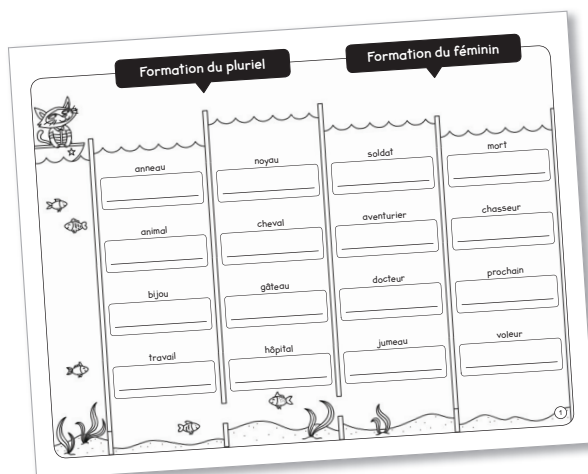 Formation du pluriel
Formation du féminin
anneau
noyau
soldat
mort
animal
cheval
aventurier
chasseur
bijou
gâteau
docteur
prochain
travail
hôpital
jumeau
voleur
1